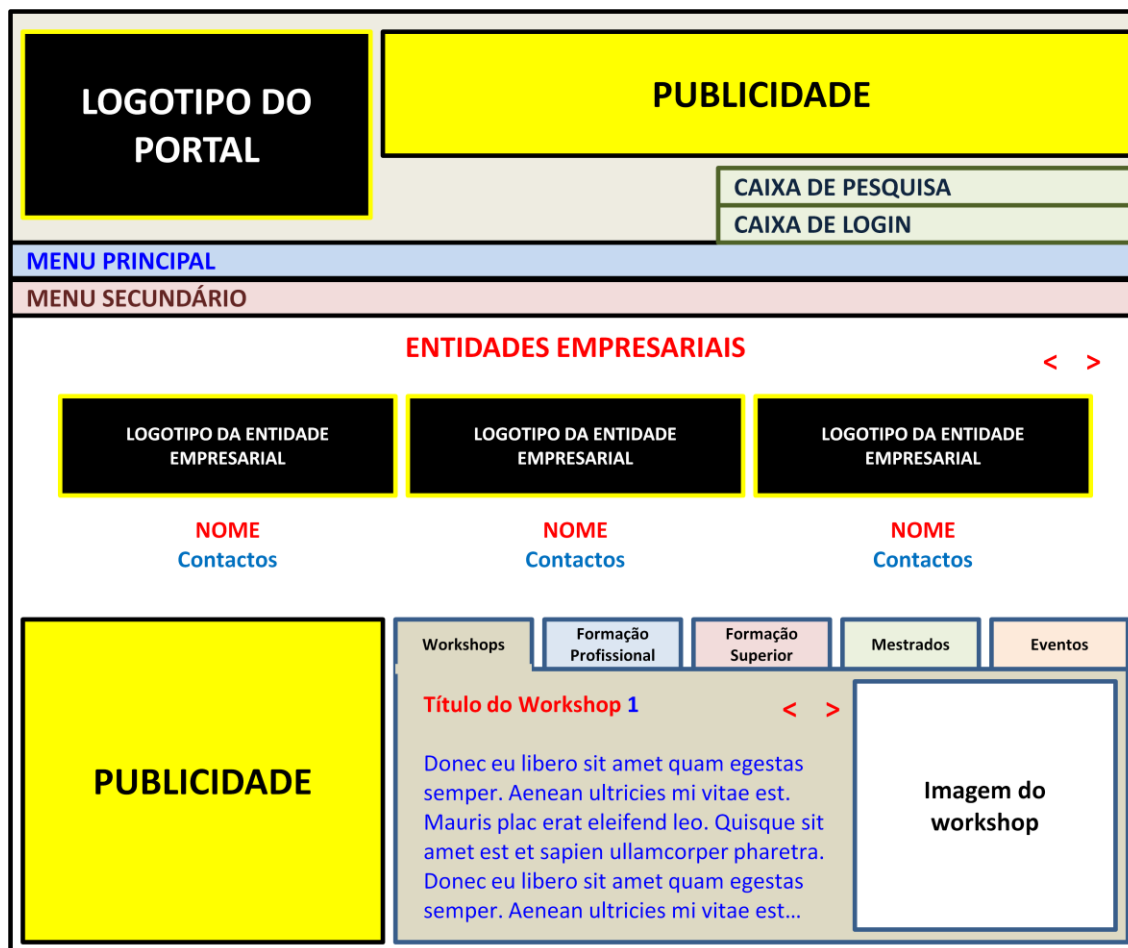 LOGOTIPO DO
PORTAL
PUBLICIDADE
CAIXA DE PESQUISA
CAIXA DE LOGIN
MENU PRINCIPAL
MENU SECUNDÁRIO
ENTIDADES EMPRESARIAIS
< >
LOGOTIPO DA ENTIDADE
EMPRESARIAL
LOGOTIPO DA ENTIDADE
EMPRESARIAL
LOGOTIPO DA ENTIDADE
EMPRESARIAL
NOME
Contactos
NOME
Contactos
NOME
Contactos
PUBLICIDADE
Workshops
Formação
Profissional
Formação
Superior
Mestrados
Eventos
Título do Workshop 1
< >
Donec eu libero sit amet quam egestas
semper. Aenean ultricies mi vitae est.
Mauris plac erat eleifend leo. Quisque sit
amet est et sapien ullamcorper pharetra.
Donec eu libero sit amet quam egestas
semper. Aenean ultricies mi vitae est...
Imagem do
workshop